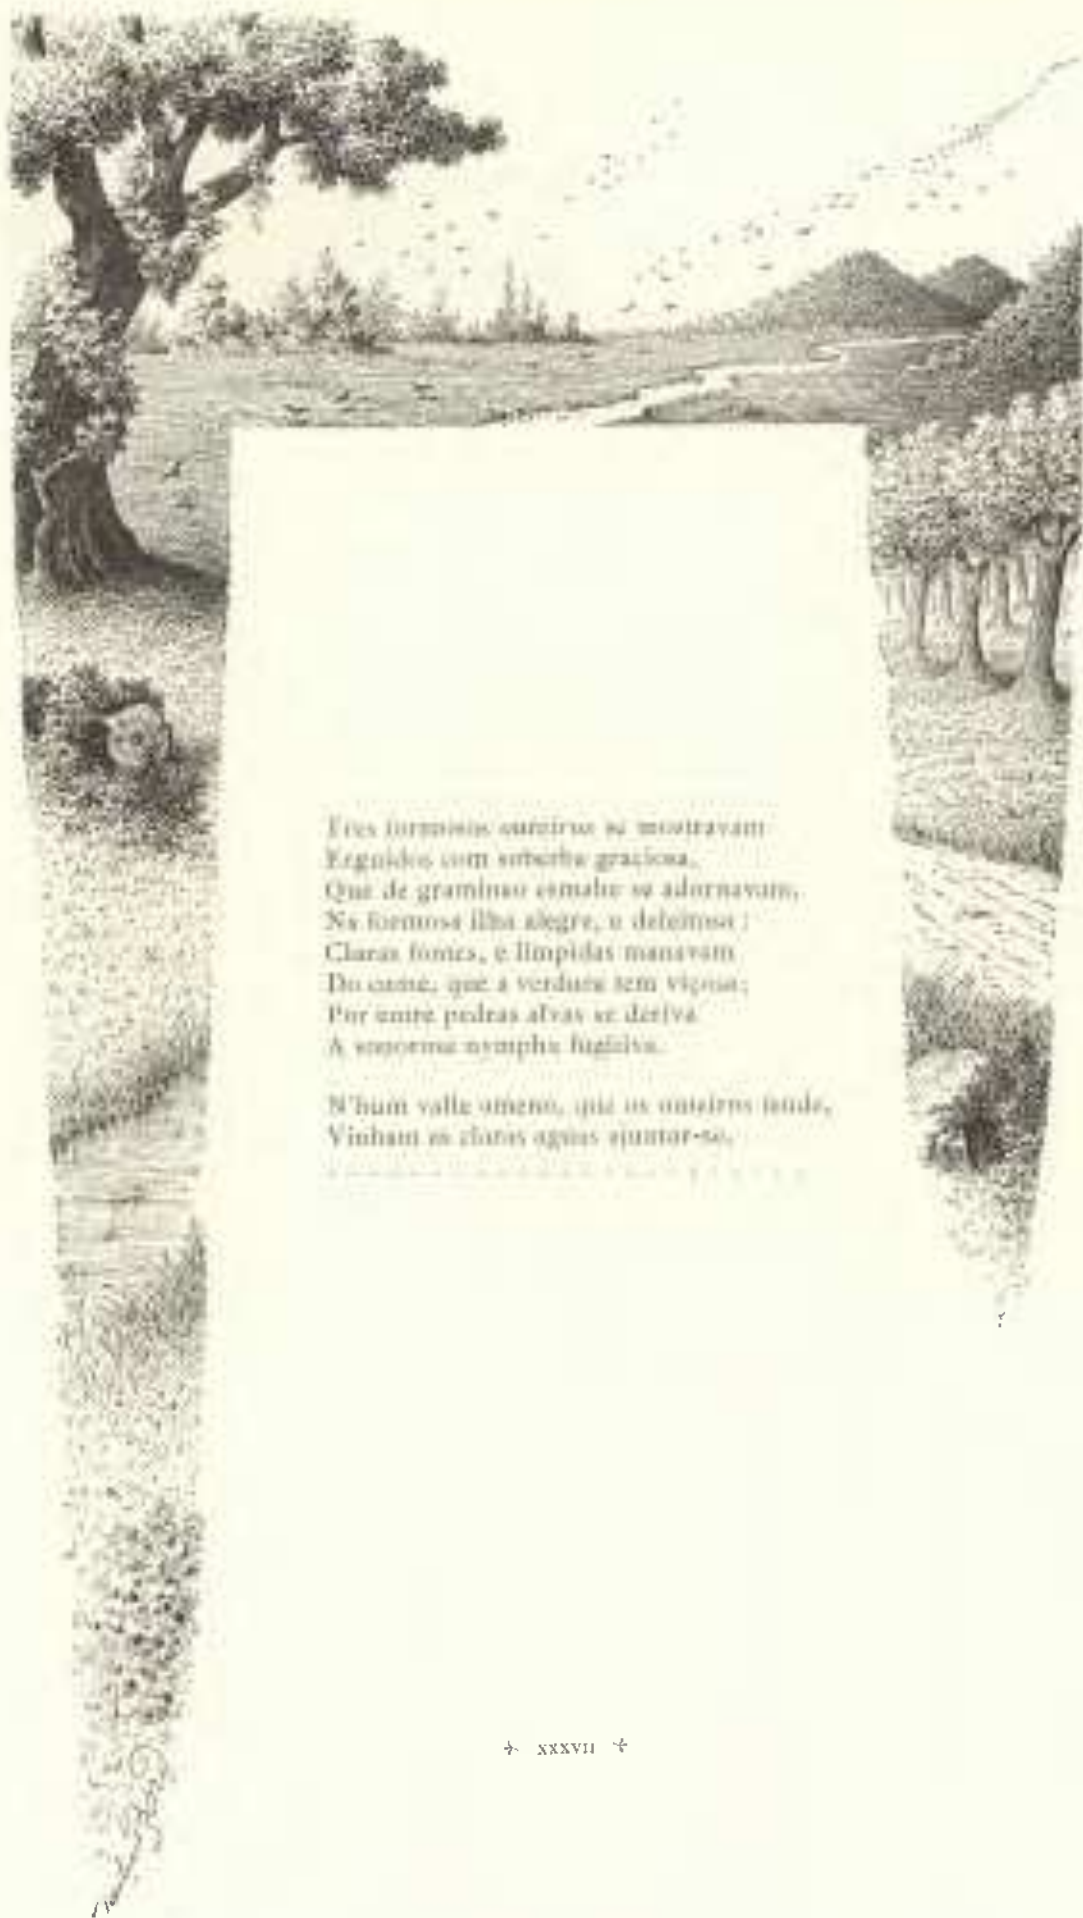 Tres formosos outeiros se mostravam
Erguidos com soberba graciosa,
Que de gramineo esmalte se adornavam,
Na formosa ilha alegre, e deleitosa;
Claras fontes, e limpidas manavam
Do cume, que a verdura tem viçosa;
Por entre pedras alvas se deriva
A sonorosa nympha fugitiva.

N'hum valle ameno, que os outeiros fende,
Vinham as claras aguas ajuntar-se,
XXXVII